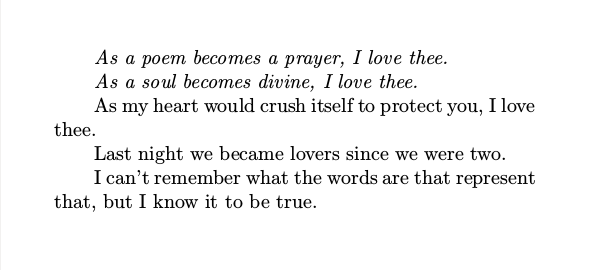 As a poem becomes a prayer, I love thee.
As a soul becomes divine, I love thee.
As my heart would crush itself to protect you, I love
thee.
Last night we became lovers since we were two.
I can't remember what the words are that represent
that, but I know it to be true.